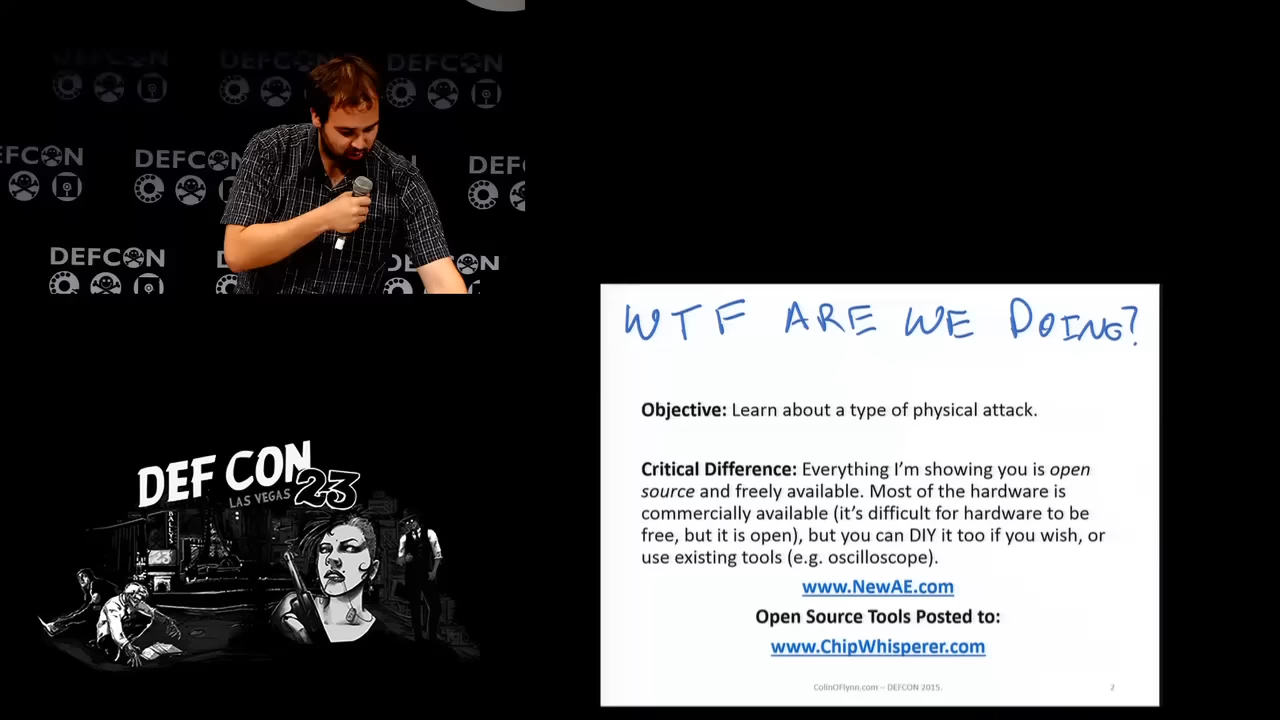 DEFCON DEFCON DEFCON
DEFCON DEFCON DEF
DEFCON DEFCON
WTF ARE WE DOING?
Objective: Learn about a type of physical attack.
Critical Difference: Everything I'm showing you is open
source and freely available. Most of the hardware is
commercially available (it's difficult for hardware to be
free, but it is open), but you can DIY it too if you wish, or
use existing tools (e.g. oscilloscope).
www.NewAE.com
Open Source Tools Posted to:
www.ChipWhisperer.com
ColinOFlynn.com – DEFCON 2015.
2
DEF CON
LAS VEGAS 23
BALLYS